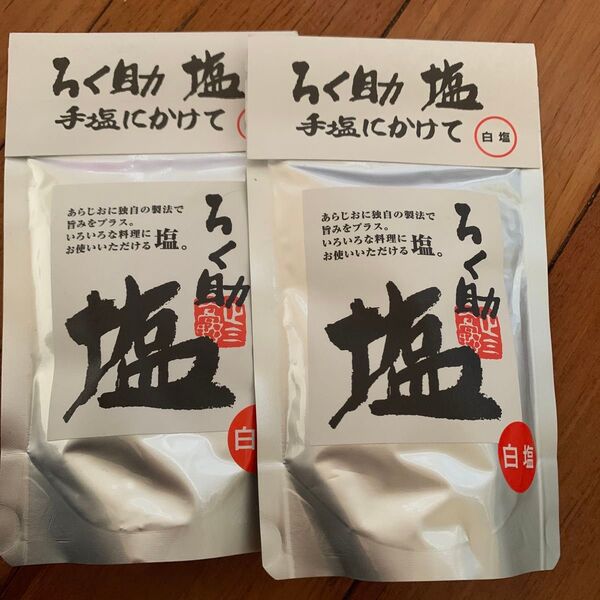 ろく助 塩
手塩にかけて
あらじおに独自の製法で
旨みをプラス。
いろいろな料理に
お使いいただける 塩。
ろく助
塩
白
ろく助 塩
手塩にかけて
白塩
あらじおに独自の製法で
旨みをプラス。
いろいろな料理に
お使いいただける 塩。
ろく助
塩
白塩